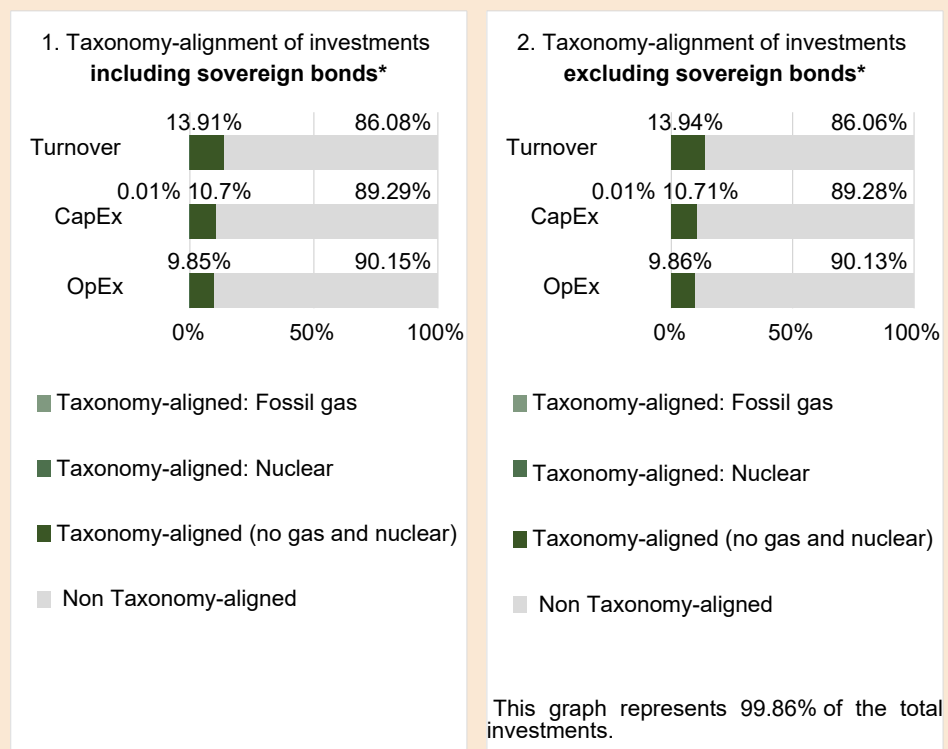 1. Taxonomy-alignment of investments
including sovereign bonds*
13.91% 86.08%
Turnover
0.01% 10.7% 89.29%
CapEx
9.85% 90.15%
OpEx
0% 50% 100%
Taxonomy-aligned: Fossil gas
Taxonomy-aligned: Nuclear
Taxonomy-aligned (no gas and nuclear)
Non Taxonomy-aligned
2. Taxonomy-alignment of investments
excluding sovereign bonds*
13.94% 86.06%
Turnover
0.01% 10.71% 89.28%
CapEx
9.86% 90.13%
OpEx
0% 50% 100%
Taxonomy-aligned: Fossil gas
Taxonomy-aligned: Nuclear
Taxonomy-aligned (no gas and nuclear)
Non Taxonomy-aligned
This graph represents 99.86% of the total
investments.